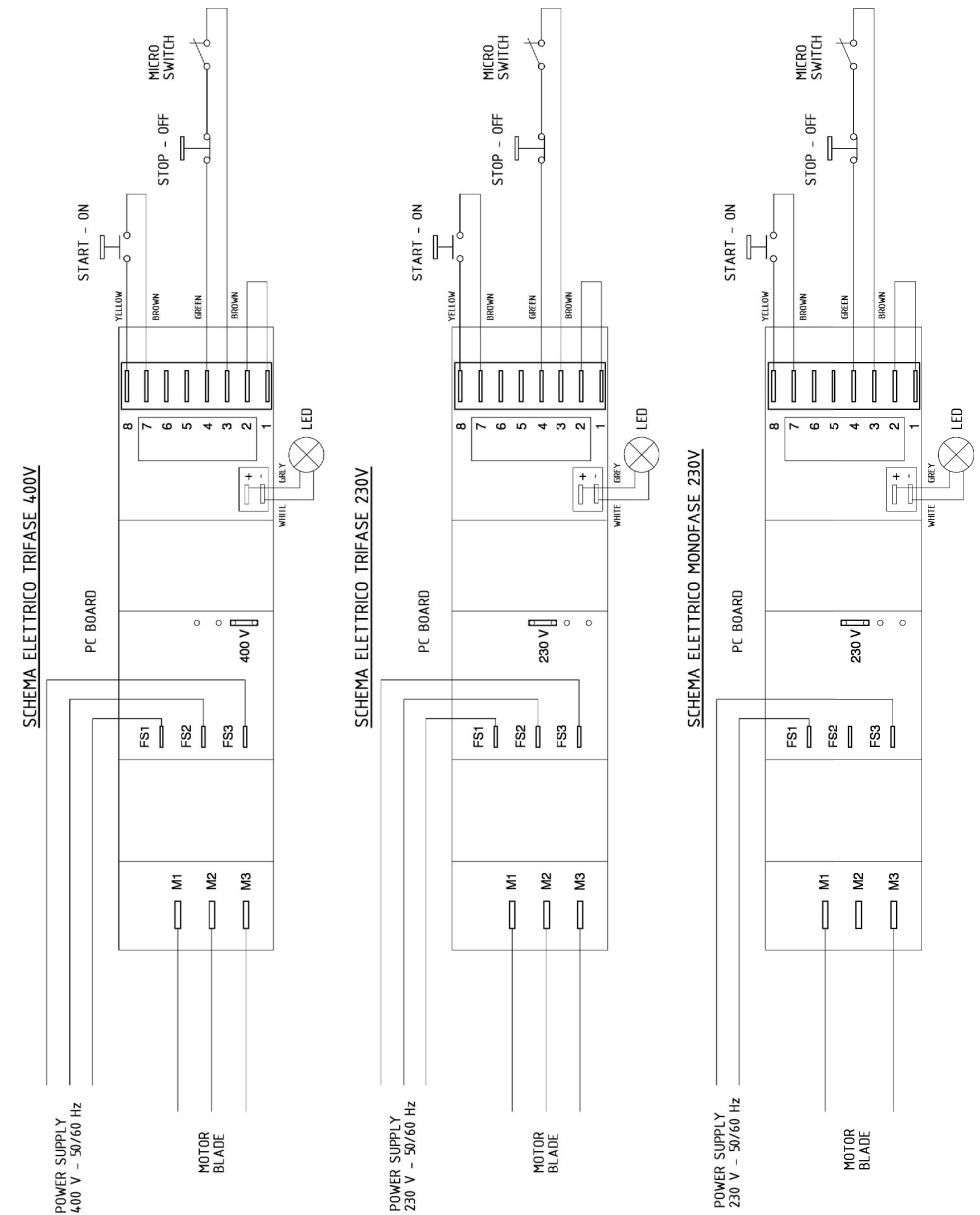 SCHEMA ELETTRICO TRIFASE 400V
POWER SUPPLY
400 V - 50/60 Hz
PC BOARD
START - ON
STOP - OFF
MICRO
SWITCH
MOTOR
BLADE
M1
M2
M3
FS1
FS2
FS3
400 V
+
-
WHITE
GREY
LED
8
7
6
5
4
3
2
1
YELLOW
BROWN
GREEN
BROWN
SCHEMA ELETTRICO TRIFASE 230V
POWER SUPPLY
230 V - 50/60 Hz
PC BOARD
START - ON
STOP - OFF
MICRO
SWITCH
MOTOR
BLADE
M1
M2
M3
FS1
FS2
FS3
230 V
+
-
WHITE
GREY
LED
8
7
6
5
4
3
2
1
YELLOW
BROWN
GREEN
BROWN
SCHEMA ELETTRICO MONOFASE 230V
POWER SUPPLY
230 V - 50/60 Hz
PC BOARD
START - ON
STOP - OFF
MICRO
SWITCH
MOTOR
BLADE
M1
M2
M3
FS1
FS2
FS3
230 V
+
-
WHITE
GREY
LED
8
7
6
5
4
3
2
1
YELLOW
BROWN
GREEN
BROWN